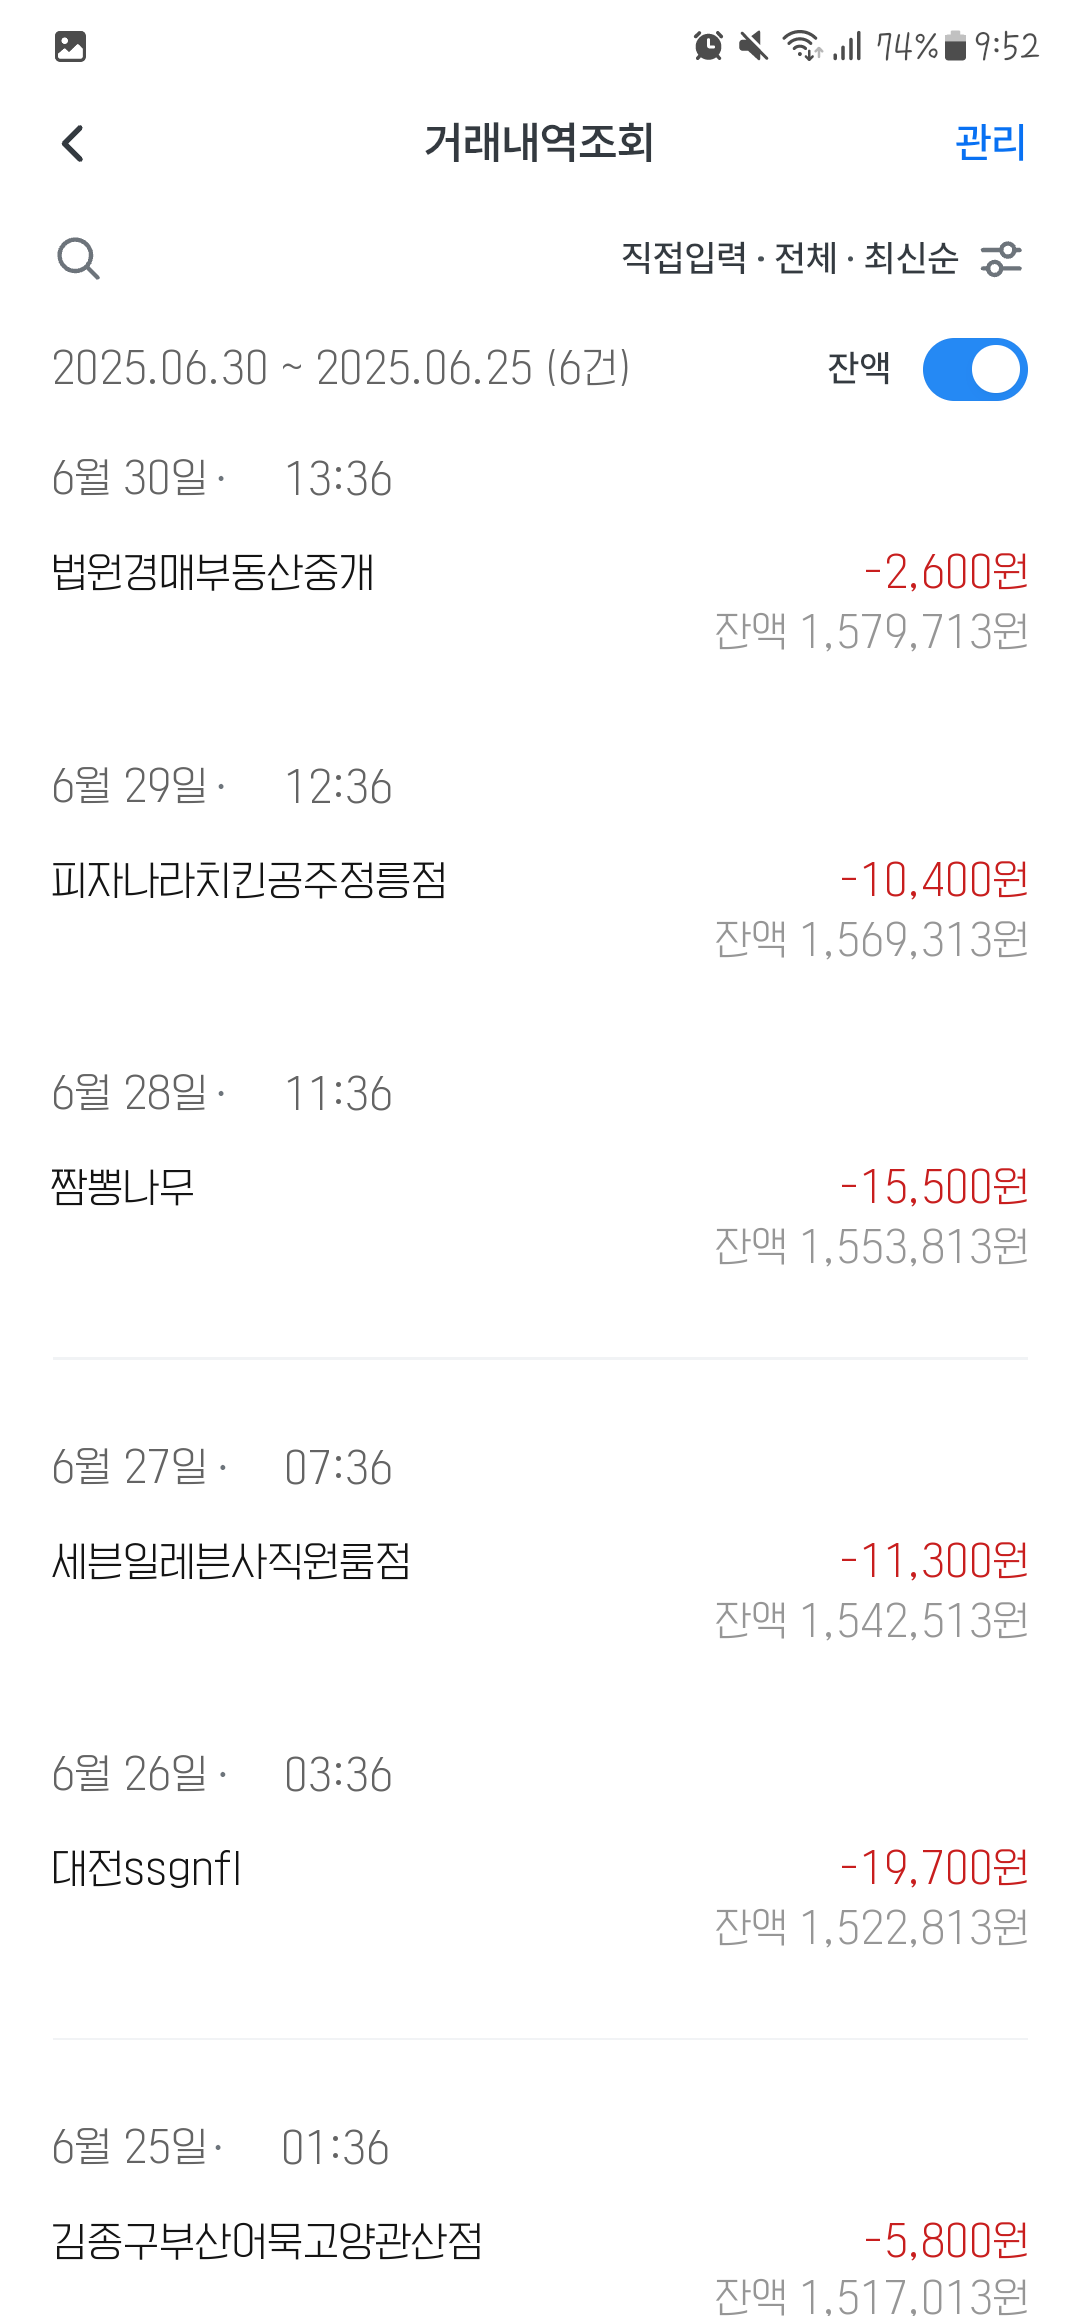 74% 9:52
거래내역조회 관리
직접입력 · 전체 · 최신순
2025.06.30 ~ 2025.06.25 (6건) 잔액
6월 30일 · 13:36
법원경매부동산중개 -2,600원
잔액 1,579,713원
6월 29일 · 12:36
피자나라치킨공주정릉점 -10,400원
잔액 1,569,313원
6월 28일 · 11:36
짬뽕나무 -15,500원
잔액 1,553,813원
6월 27일 · 07:36
세븐일레븐사직원룸점 -11,300원
잔액 1,542,513원
6월 26일 · 03:36
대전ssgnfl -19,700원
잔액 1,522,813원
6월 25일 · 01:36
김종구부산어묵고양관산점 -5,800원
잔액 1,517,013원